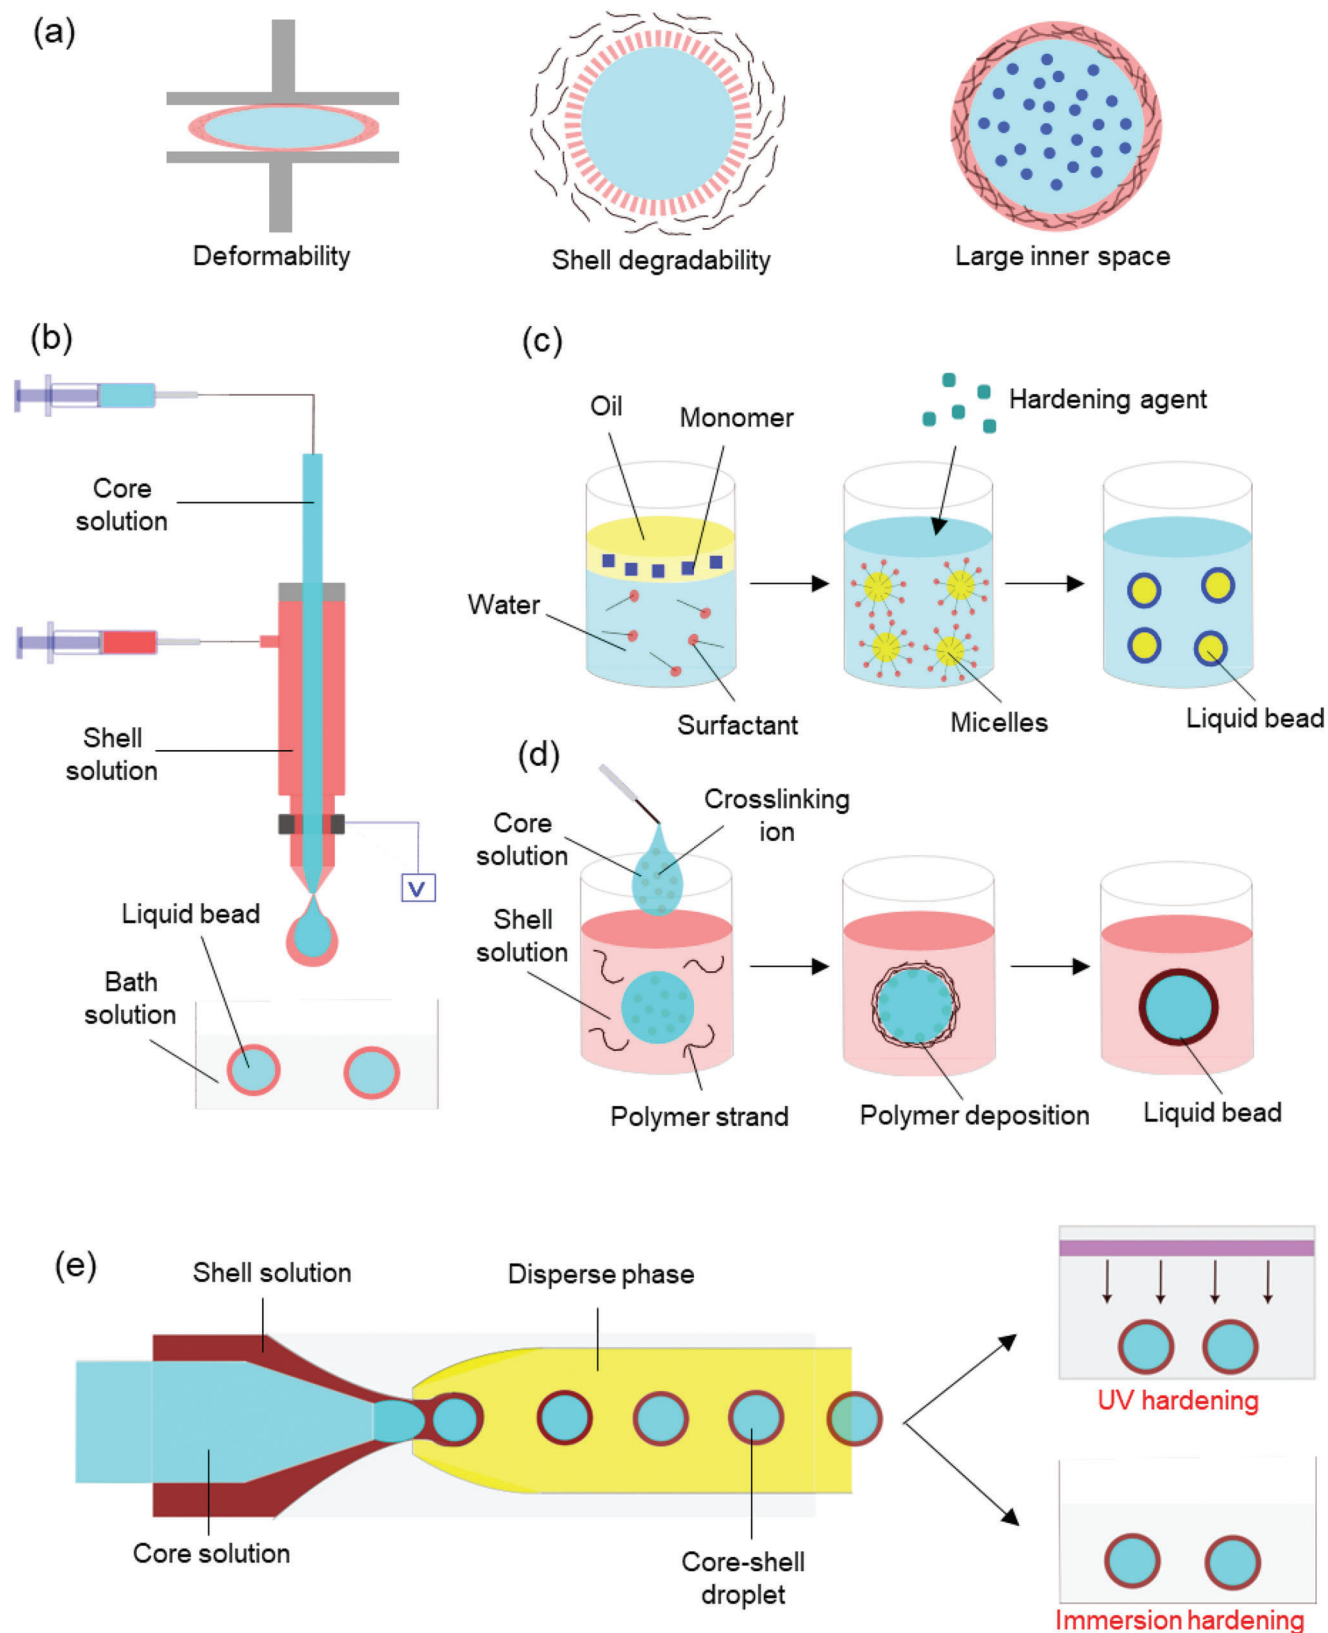 (a)
Deformability
Shell degradability
Large inner space
(b)
Core
solution
Shell
solution
V
Liquid bead
Bath
solution
(c)
Oil
Monomer
Hardening agent
Water
Surfactant
Micelles
Liquid bead
(d)
Core
solution
Crosslinking
ion
Shell
solution
Polymer strand
Polymer deposition
Liquid bead
(e)
Shell solution
Disperse phase
Core solution
Core-shell
droplet
UV hardening
Immersion hardening